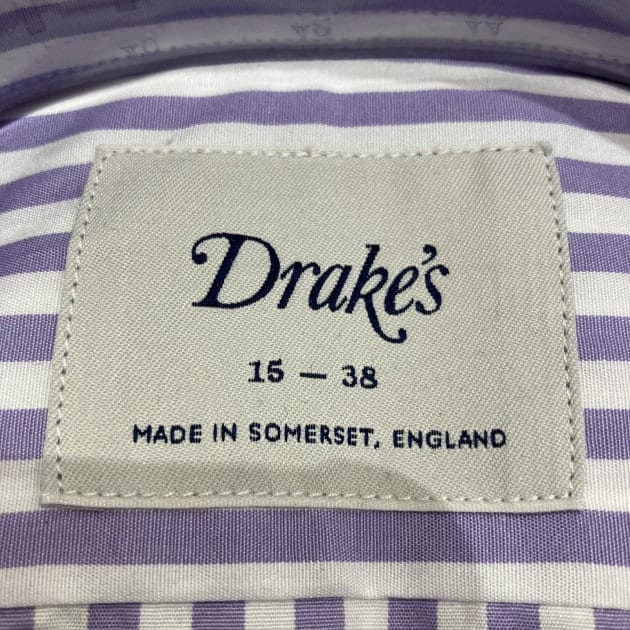 Drake's
15 — 38
MADE IN SOMERSET, ENGLAND